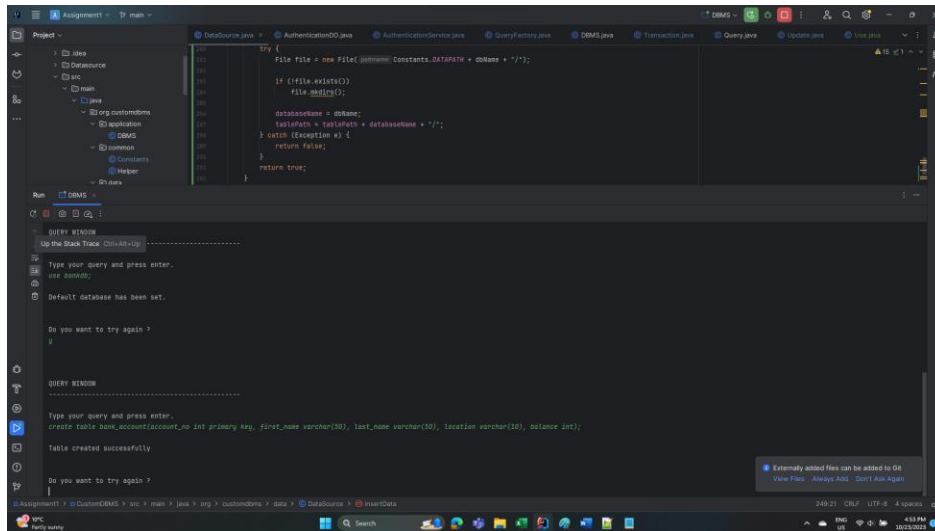 Assignment1
main
DBMS
Project
DataSource.java
AuthenticationDO.java
AuthenticationService.java
QueryFactory.java
DBMS.java
Transaction.java
Query.java
Update.java
Use.java
.idea
Datasource
src
main
java
org.customdbms
application
DBMS
common
Constants
Helper
data
15
1
try {
File file = new File( pathname: Constants.DATAPATH + dbName + "/");
if (!file.exists())
file.mkdirs();
databaseName = dbName;
tablePath = tablePath + databaseName + "/";
} catch (Exception e) {
return false;
}
return true;
}
Run
DBMS
QUERY WINDOW
Up the Stack Trace Ctrl+Alt+Up
Type your query and press enter.
use bankdb;
Default database has been set.
Do you want to try again ?
y
QUERY WINDOW
------------------------------------------------
Type your query and press enter.
create table bank_account(account_no int primary key, first_name varchar(50), last_name varchar(50), location varchar(10), balance int);
Table created successfully
Do you want to try again ?
Externally added files can be added to Git
View Files Always Add Don't Ask Again
Assignment1 > CustomDBMS > src > main > java > org > customdbms > data > DataSource > insertData
249:21 CRLF UTF-8 4 spaces
10°C
Partly sunny
Search
ENG
US
4:53 PM
10/23/2023